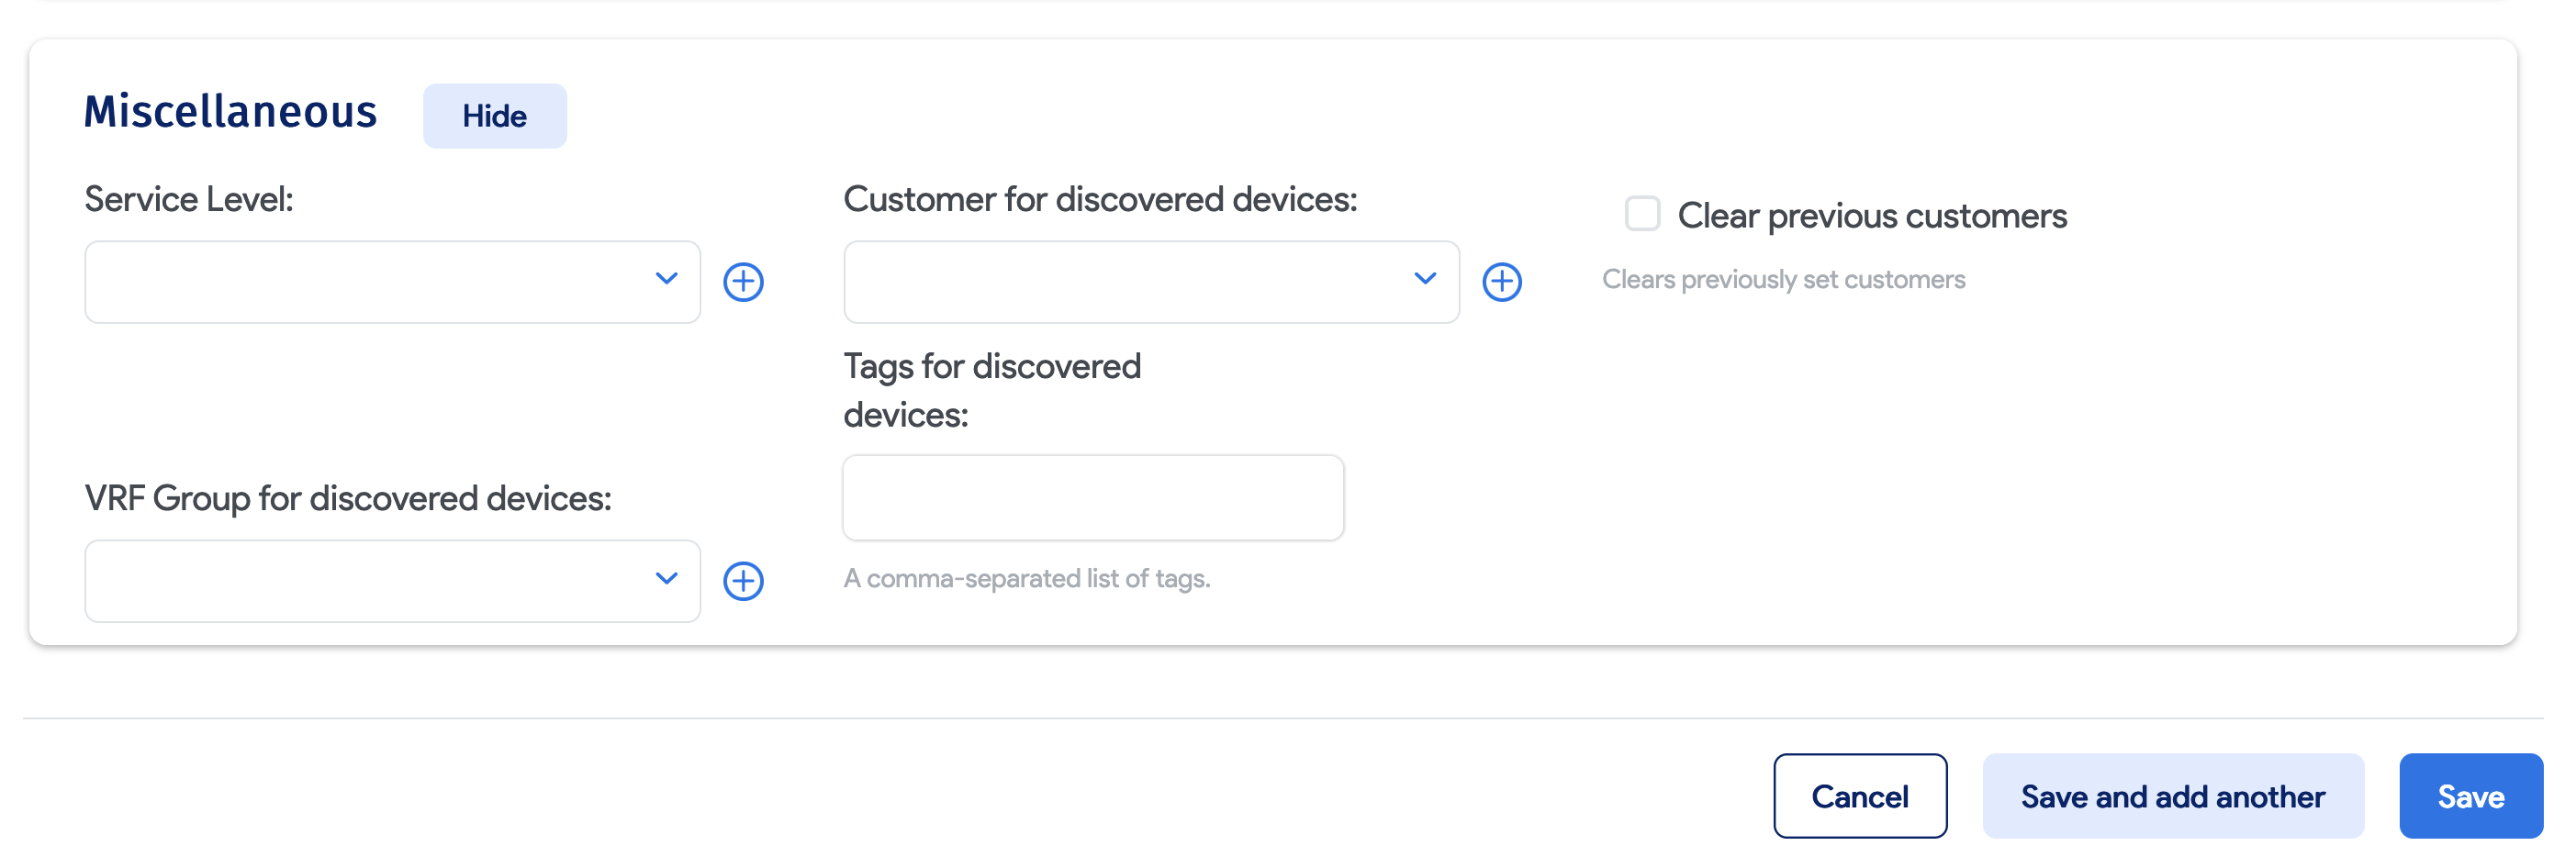 Miscellaneous
Hide
Service Level:
Customer for discovered devices:
Clear previous customers
Clears previously set customers
Tags for discovered
devices:
VRF Group for discovered devices:
A comma-separated list of tags.
Cancel
Save and add another
Save